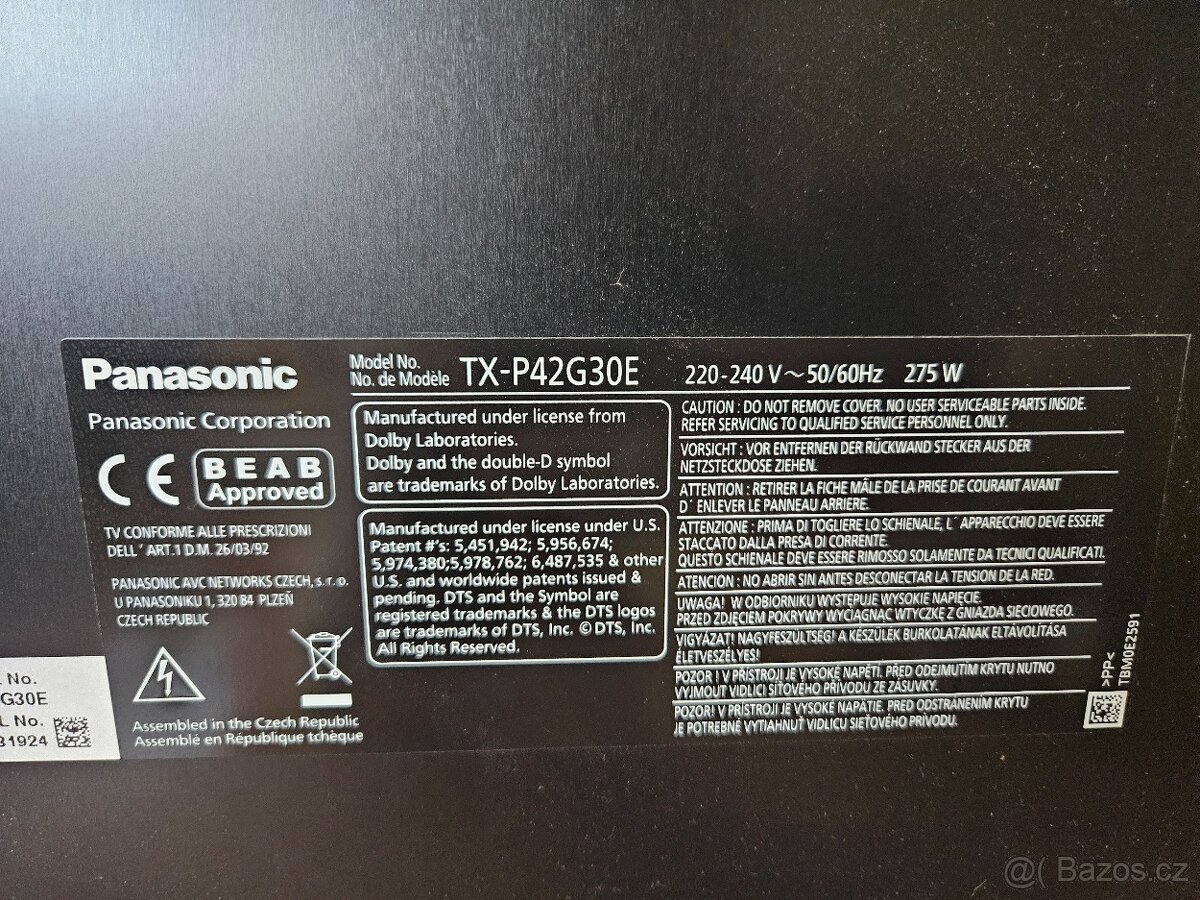 Panasonic
Panasonic Corporation
CE
BEAB
Approved
TV CONFORME ALLE PRESCRIZIONI
DELL´ART.1 D.M. 26/03/92
PANASONIC AVC NETWORKS CZECH, s.r.o.
U PANASONIKU 1, 320 84 PLZEŇ
CZECH REPUBLIC
Assembled in the Czech Republic
Assemblé en République tchèque
Model No.
No. de Modèle TX-P42G30E
220-240 V~50/60Hz 275 W
Manufactured under license from
Dolby Laboratories.
Dolby and the double-D symbol
are trademarks of Dolby Laboratories.
Manufactured under license under U.S.
Patent #'s: 5,451,942; 5,956,674;
5,974,380;5,978,762; 6,487,535 & other
U.S. and worldwide patents issued &
pending. DTS and the Symbol are
registered trademarks & the DTS logos
are trademarks of DTS, Inc. © DTS, Inc.
All Rights Reserved.
CAUTION : DO NOT REMOVE COVER. NO USER SERVICEABLE PARTS INSIDE.
REFER SERVICING TO QUALIFIED SERVICE PERSONNEL ONLY.
VORSICHT : VOR ENTFERNEN DER RÜCKWAND STECKER AUS DER
NETZSTECKDOSE ZIEHEN.
ATTENTION : RETIRER LA FICHE MÂLE DE LA PRISE DE COURANT AVANT
D´ENLEVER LE PANNEAU ARRIERE.
ATTENZIONE : PRIMA DI TOGLIERE LO SCHIENALE, L´APPARECCHIO DEVE ESSERE
STACCATO DALLA PRESA DI CORRENTE.
QUESTO SCHIENALE DEVE ESSERE RIMOSSO SOLAMENTE DA TECNICI QUALIFICATI.
ATENCION : NO ABRIR SIN ANTES DESCONECTAR LA TENSION DE LA RED.
UWAGA! W ODBIORNIKU WYSTĘPUJE WYSOKIE NAPIĘCIE.
PRZED ZDJĘCIEM POKRYWY WYCIĄGNĄĆ WTYCZKĘ Z GNIAZDA SIECIOWEGO.
VIGYÁZAT! NAGYFESZÜLTSÉG! A KÉSZÜLÉK BURKOLATÁNAK ELTÁVOLÍTÁSA
ÉLETVESZÉLYES!
POZOR ! V PŘÍSTROJI JE VYSOKÉ NAPĚTÍ. PŘED ODEJMUTÍM KRYTU NUTNO
VYJMOUT VIDLICI SÍŤOVÉHO PŘÍVODU ZE ZÁSUVKY.
POZOR! V PRÍSTROJI JE VYSOKÉ NAPÄTIE. PRED ODSTRÁNENÍM KRYTU
JE POTREBNÉ VYTIAHNUŤ VIDLICU SIEŤOVÉHO PRÍVODU.
>PP<
TBM0E2591
No.
G30E
L No.
31924
@( Bazos.cz